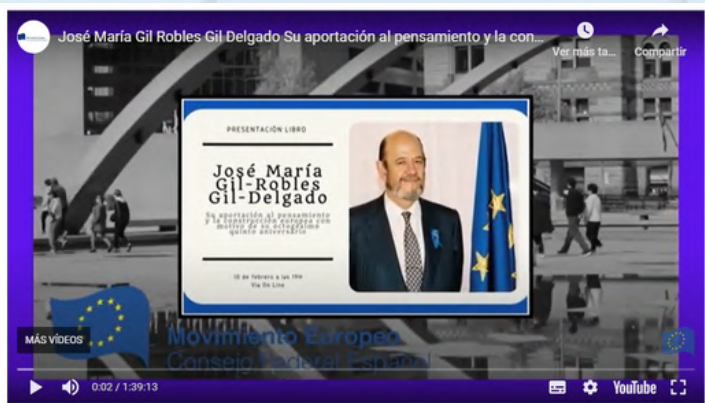 José María Gil Robles Gil Delgado Su aportación al pensamiento y la con...
Ver más ta...
Compartir
PRESENTACIÓN LIBRO
José María
Gil-Robles
Gil-Delgado
Su aportación al pensamiento
y la construcción europea con
motivo de su octogésimo
quinto aniversario
18 de febrero a las 19H
Vía On Line
MÁS VÍDEOS
Movimiento Europeo
Consejo Federal Español
0:02 / 1:39:13
YouTube